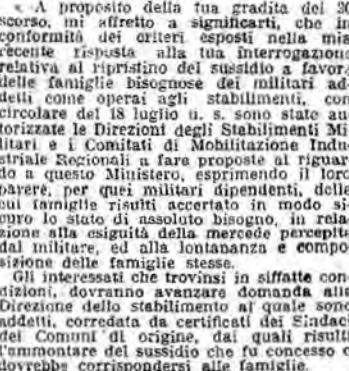 « A proposito della tua gradita del 30
scorso, mi affretto a significarti, che in
conformità dei criteri esposti nella mia
recente risposta alla tua interrogazione
relativa al ripristino del sussidio a favore
delle famiglie bisognose dei militari ad-
detti come operai agli stabilimenti, con
circolare del 18 luglio u. s. sono state au-
torizzate le Direzioni degli Stabilimenti Mi-
litari e i Comitati di Mobilitazione Indu-
striale Regionali a fare proposte al riguar-
do a questo Ministero, esprimendo il loro
parere, per quei militari dipendenti, delle
cui famiglie risulti accertato in modo si-
curo lo stato di assoluto bisogno, in rela-
zione alla esiguità della mercede percepita
dal militare, ed alla lontananza e compo-
sizione delle famiglie stesse.
Gli interessati che trovinsi in siffatte con-
dizioni, dovranno avanzare domanda alla
Direzione dello stabilimento al quale sono
addetti, corredata da certificati dei Sindaci
dei Comuni di origine, dai quali risulti
l'ammontare del sussidio che fu concesso o
dovrebbe corrispondersi alle famiglie.